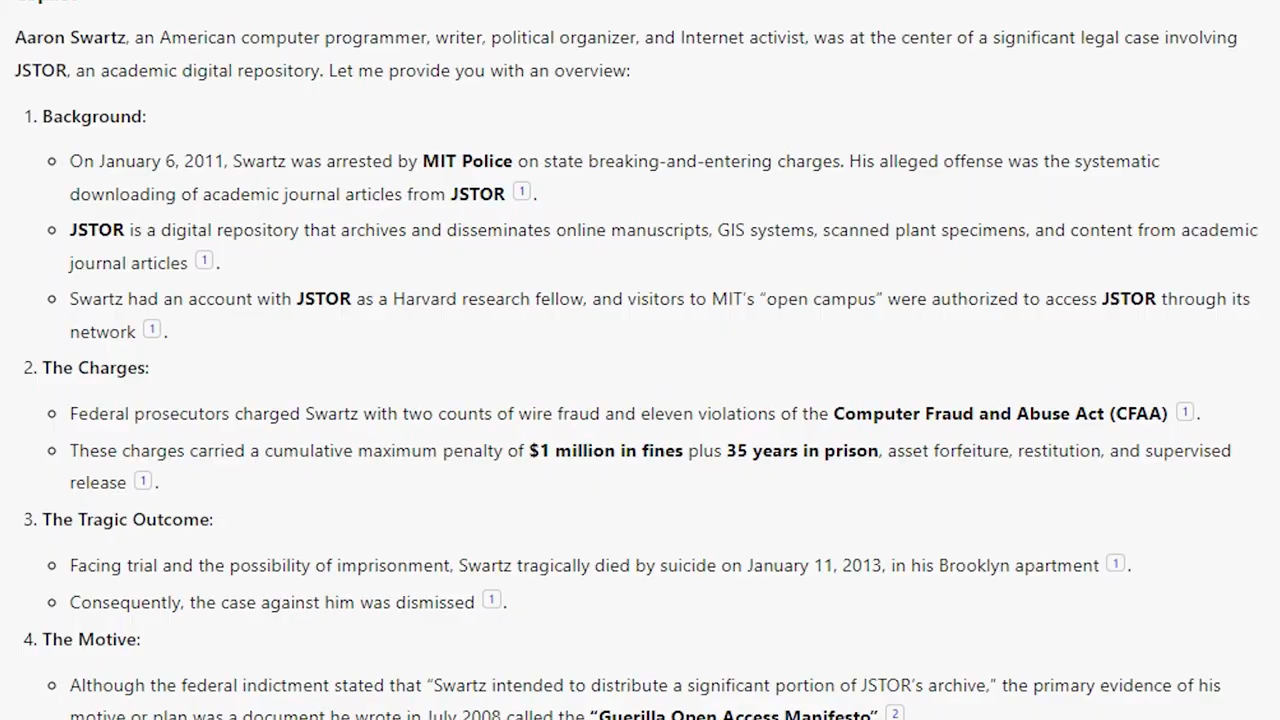 Aaron Swartz, an American computer programmer, writer, political organizer, and Internet activist, was at the center of a significant legal case involving
JSTOR, an academic digital repository. Let me provide you with an overview:
1. Background:
On January 6, 2011, Swartz was arrested by MIT Police on state breaking-and-entering charges. His alleged offense was the systematic
downloading of academic journal articles from JSTOR 1 .
JSTOR is a digital repository that archives and disseminates online manuscripts, GIS systems, scanned plant specimens, and content from academic
journal articles 1 .
Swartz had an account with JSTOR as a Harvard research fellow, and visitors to MIT's “open campus” were authorized to access JSTOR through its
network 1 .
2. The Charges:
Federal prosecutors charged Swartz with two counts of wire fraud and eleven violations of the Computer Fraud and Abuse Act (CFAA) 1 .
These charges carried a cumulative maximum penalty of $1 million in fines plus 35 years in prison, asset forfeiture, restitution, and supervised
release 1 .
3. The Tragic Outcome:
Facing trial and the possibility of imprisonment, Swartz tragically died by suicide on January 11, 2013, in his Brooklyn apartment 1 .
Consequently, the case against him was dismissed 1 .
4. The Motive:
Although the federal indictment stated that “Swartz intended to distribute a significant portion of JSTOR's archive,” the primary evidence of his
motive or plan was a document he wrote in July 2008 called the “Guerilla Open Access Manifesto” 2